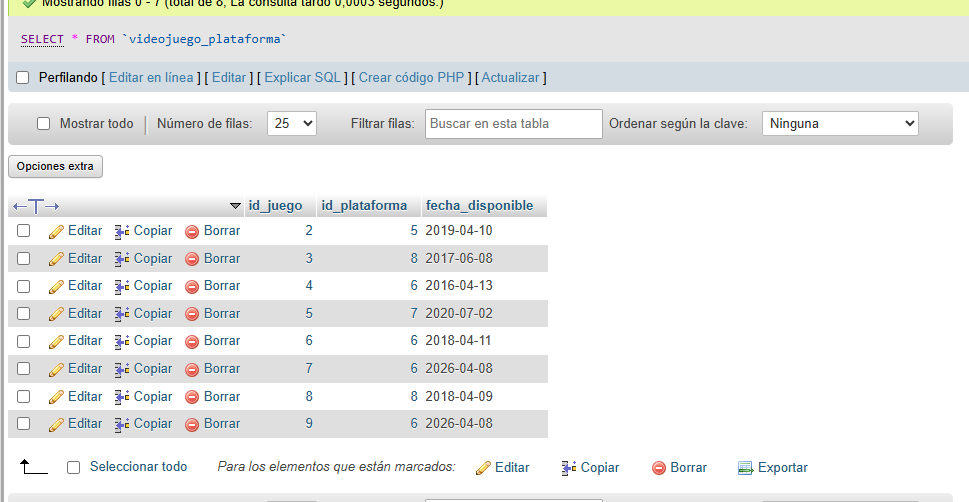 Mostrando filas 0 - 7 (total de 8, La consulta tardó 0,0003 segundos.)
SELECT * FROM `videojuego_plataforma`
Perfilando [ Editar en línea ] [ Editar ] [ Explicar SQL ] [ Crear código PHP ] [ Actualizar ]
Mostrar todo | Número de filas: 25 Filtrar filas: Buscar en esta tabla Ordenar según la clave: Ninguna
Opciones extra
←T→ id_juego id_plataforma fecha_disponible
Editar Copiar Borrar 2 5 2019-04-10
Editar Copiar Borrar 3 8 2017-06-08
Editar Copiar Borrar 4 6 2016-04-13
Editar Copiar Borrar 5 7 2020-07-02
Editar Copiar Borrar 6 6 2018-04-11
Editar Copiar Borrar 7 6 2026-04-08
Editar Copiar Borrar 8 8 2018-04-09
Editar Copiar Borrar 9 6 2026-04-08
Seleccionar todo Para los elementos que están marcados: Editar Copiar Borrar Exportar